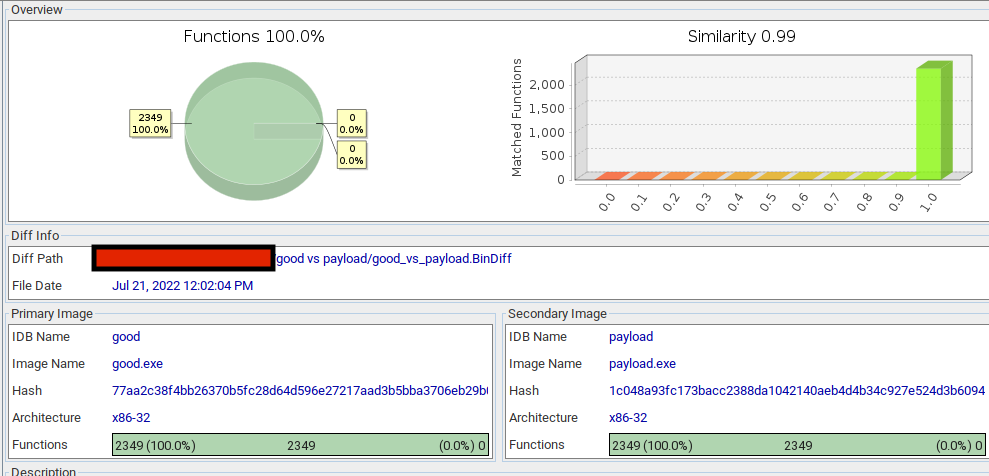 Overview
Functions 100.0%
2349
100.0%
0
0.0%
0
0.0%
Similarity 0.99
Matched Functions
2,000
1,500
1,000
500
0
0.0 0.1 0.2 0.3 0.4 0.5 0.6 0.7 0.8 0.9 1.0
Diff Info
Diff Path good vs payload/good_vs_payload.BinDiff
File Date Jul 21, 2022 12:02:04 PM
Primary Image
IDB Name good
Image Name good.exe
Hash 77aa2c38f4bb26370b5fc28d64d596e27217aad3b5bba3706eb29b
Architecture x86-32
Functions 2349 (100.0%) 2349 (0.0%) 0
Secondary Image
IDB Name payload
Image Name payload.exe
Hash 1c048a93fc173bacc2388da1042140aeb4d4b34c927e524d3b6094
Architecture x86-32
Functions 2349 (100.0%) 2349 (0.0%) 0
Description